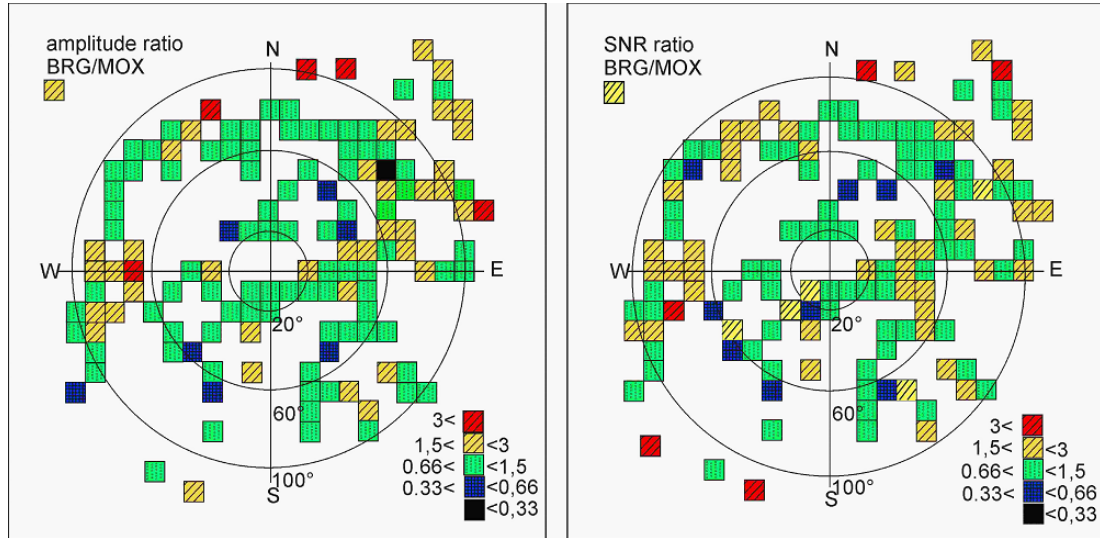 amplitude ratio
BRG/MOX
N
W
E
20°
60°
100°
S
3<
1,5< <3
0.66< <1,5
0.33< <0,66
<0,33
SNR ratio
BRG/MOX
N
W
E
20°
60°
100°
S
3<
1,5< <3
0.66< <1,5
0.33< <0,66
<0,33